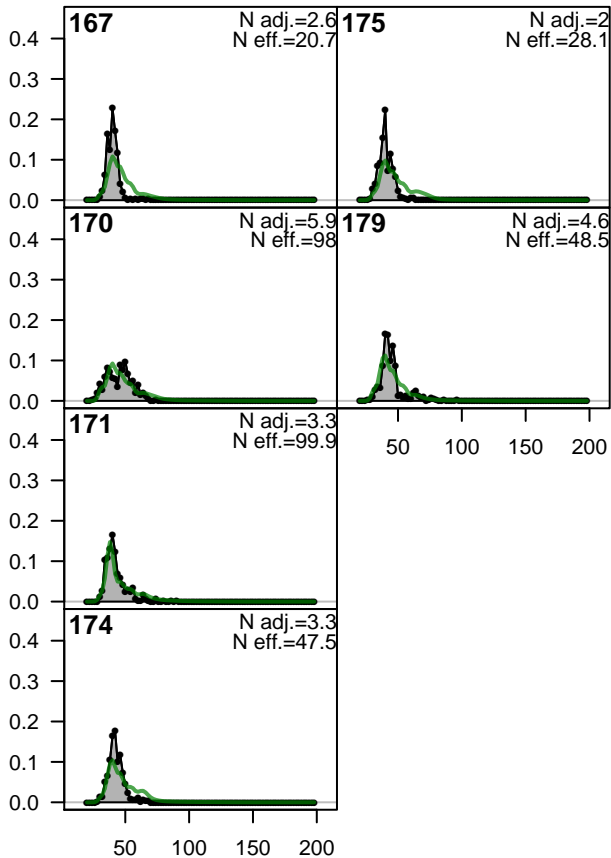 167
N adj.=2.6
N eff.=20.7
175
N adj.=2
N eff.=28.1
170
N adj.=5.9
N eff.=98
179
N adj.=4.6
N eff.=48.5
171
N adj.=3.3
N eff.=99.9
174
N adj.=3.3
N eff.=47.5
0.4
0.3
0.2
0.1
0.0
0.4
0.3
0.2
0.1
0.0
0.4
0.3
0.2
0.1
0.0
0.4
0.3
0.2
0.1
0.0
50 100 150 200
50 100 150 200